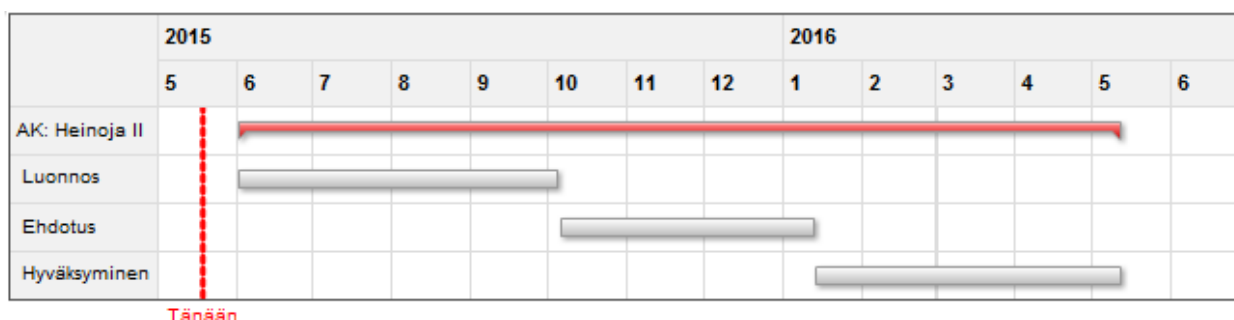 2015 2016
5 6 7 8 9 10 11 12 1 2 3 4 5 6
AK: Heinoja II
Luonnos
Ehdotus
Hyväksyminen
Tänään